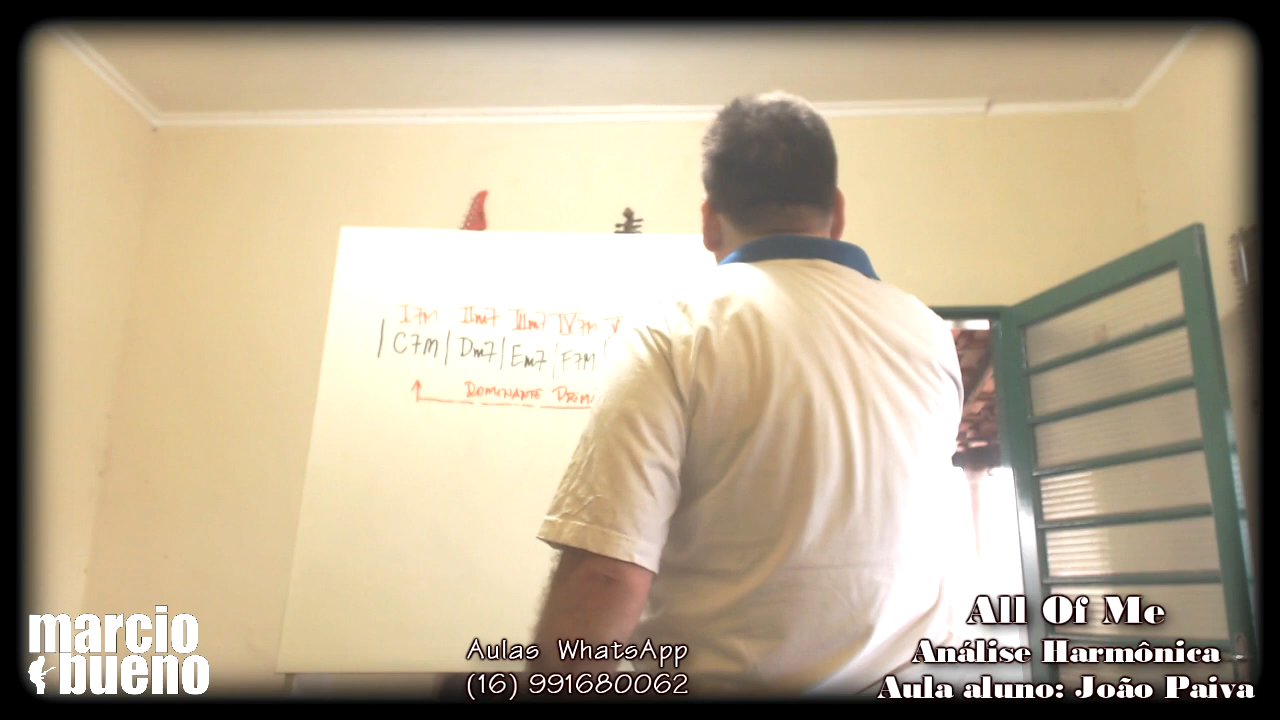 I7M IIm7 IIIm7 IV7M V
| C7M | Dm7 | Em7 | F7M |
DOMINANTE
marcio
bueno
Aulas WhatsApp
(16) 991680062
All Of Me
Análise Harmônica
Aula aluno: João Paiva